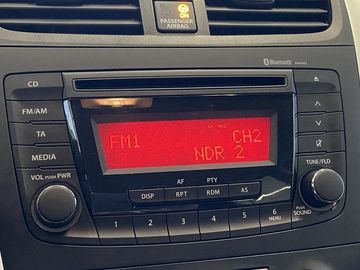 ON
PASSENGER
AIRBAG
Bluetooth
CD
FM/AM
TA
MEDIA
VOL PUSH PWR
FM1 CH2
NDR 2
AF PTY
DISP RPT RDM AS
1 2 3 4 5 6
MENU
TUNE/FLD
PUSH
SOUND